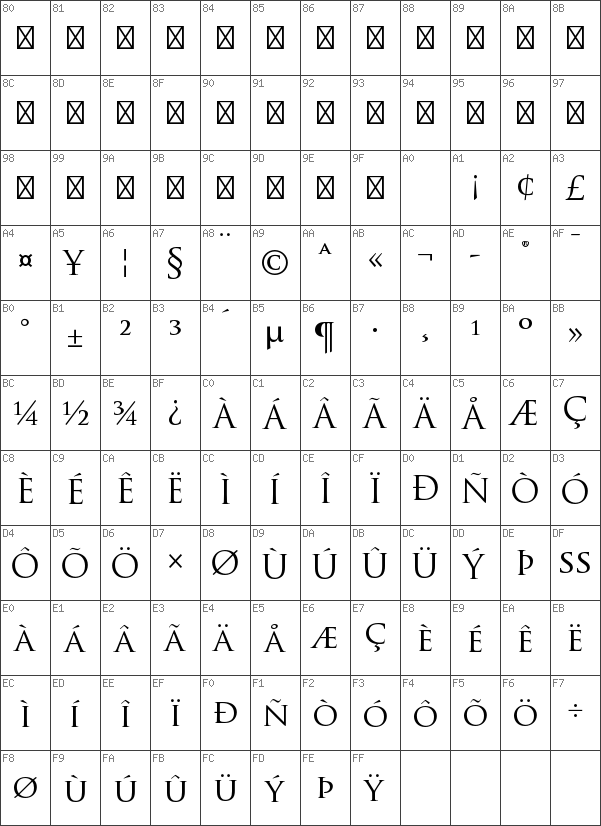 80 81 82 83 84 85 86 87 88 89 8A 8B
8C 8D 8E 8F 90 91 92 93 94 95 96 97
98 99 9A 9B 9C 9D 9E 9F A0 A1 A2 A3
¡ ¢ £
A4 A5 A6 A7 A8 A9 AA AB AC AD AE AF
¤ ¥ ¦ § ¨ © ᴀ « ¬ - ® ¯
B0 B1 B2 B3 B4 B5 B6 B7 B8 B9 BA BB
° ± ² ³ ´ µ ¶ · ¸ ¹ º »
BC BD BE BF C0 C1 C2 C3 C4 C5 C6 C7
¼ ½ ¾ ¿ À Á Â Ã Ä Å Æ Ç
C8 C9 CA CB CC CD CE CF D0 D1 D2 D3
È É Ê Ë Ì Í Î Ï Ð Ñ Ò Ó
D4 D5 D6 D7 D8 D9 DA DB DC DD DE DF
Ô Õ Ö × Ø Ù Ú Û Ü Ý Þ SS
E0 E1 E2 E3 E4 E5 E6 E7 E8 E9 EA EB
À Á Â Ã Ä Å Æ Ç È É Ê Ë
EC ED EE EF F0 F1 F2 F3 F4 F5 F6 F7
Ì Í Î Ï Ð Ñ Ò Ó Ô Õ Ö ÷
F8 F9 FA FB FC FD FE FF
Ø Ù Ú Û Ü Ý Þ Ÿ